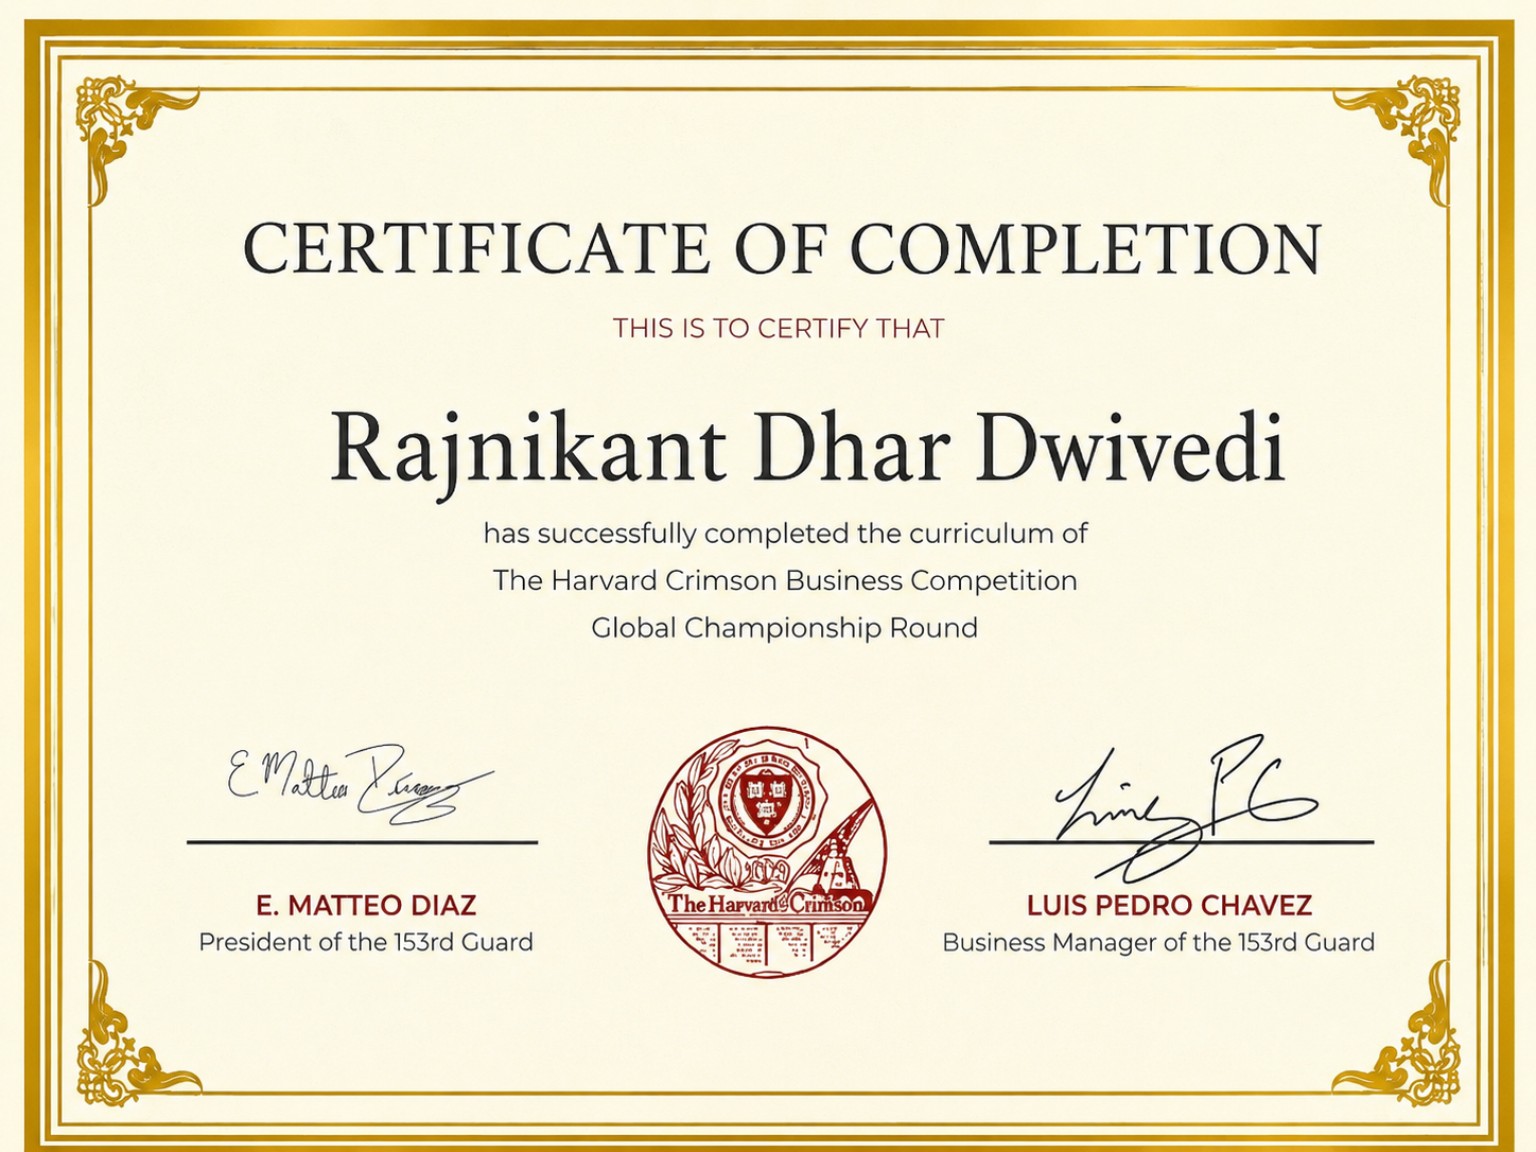 CERTIFICATE OF COMPLETION
THIS IS TO CERTIFY THAT
Rajnikant Dhar Dwivedi
has successfully completed the curriculum of
The Harvard Crimson Business Competition
Global Championship Round
E Matteo
E. MATTEO DIAZ
President of the 153rd Guard
The Harvard Crimson
LUIS PEDRO CHAVEZ
Business Manager of the 153rd Guard